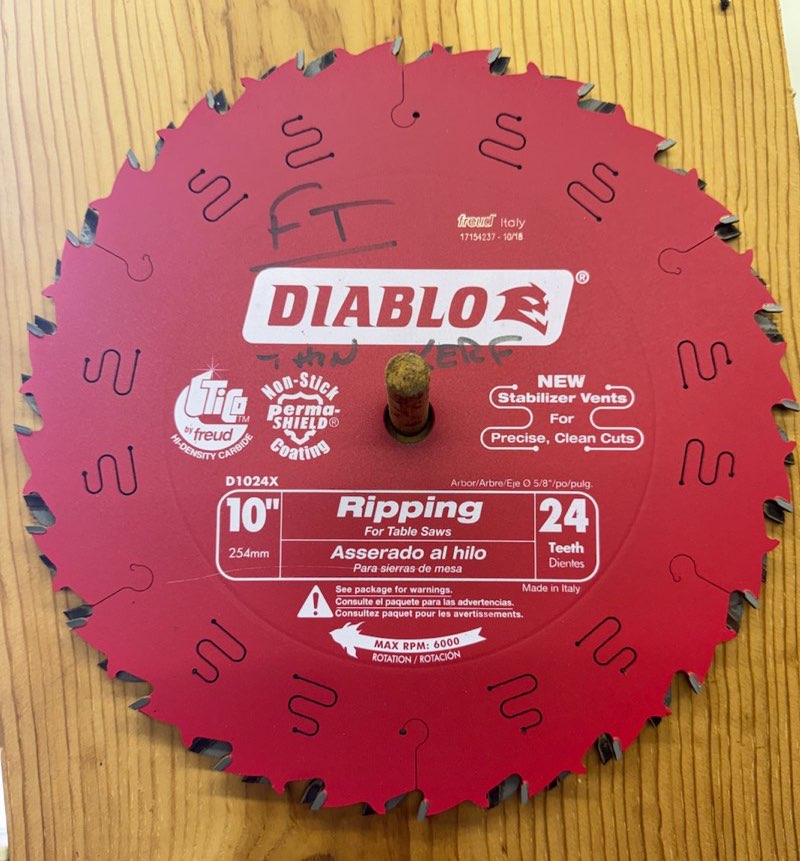 FT
freud Italy
17154237 - 10/18
DIABLO ®
THIN KERF
TiCo™
by freud
HI-DENSITY CARBIDE
Non-Stick
Perma-
SHIELD®
Coating
NEW
Stabilizer Vents
For
Precise, Clean Cuts
D1024X
Arbor/Arbre/Eje Ø 5/8"/po/pulg.
10"
254mm
Ripping
For Table Saws
Asserado al hilo
Para sierras de mesa
24
Teeth
Dientes
Made in Italy
See package for warnings.
Consulte el paquete para las advertencias.
Consultez paquet pour les avertissements.
MAX RPM: 6000
ROTATION / ROTACIÓN